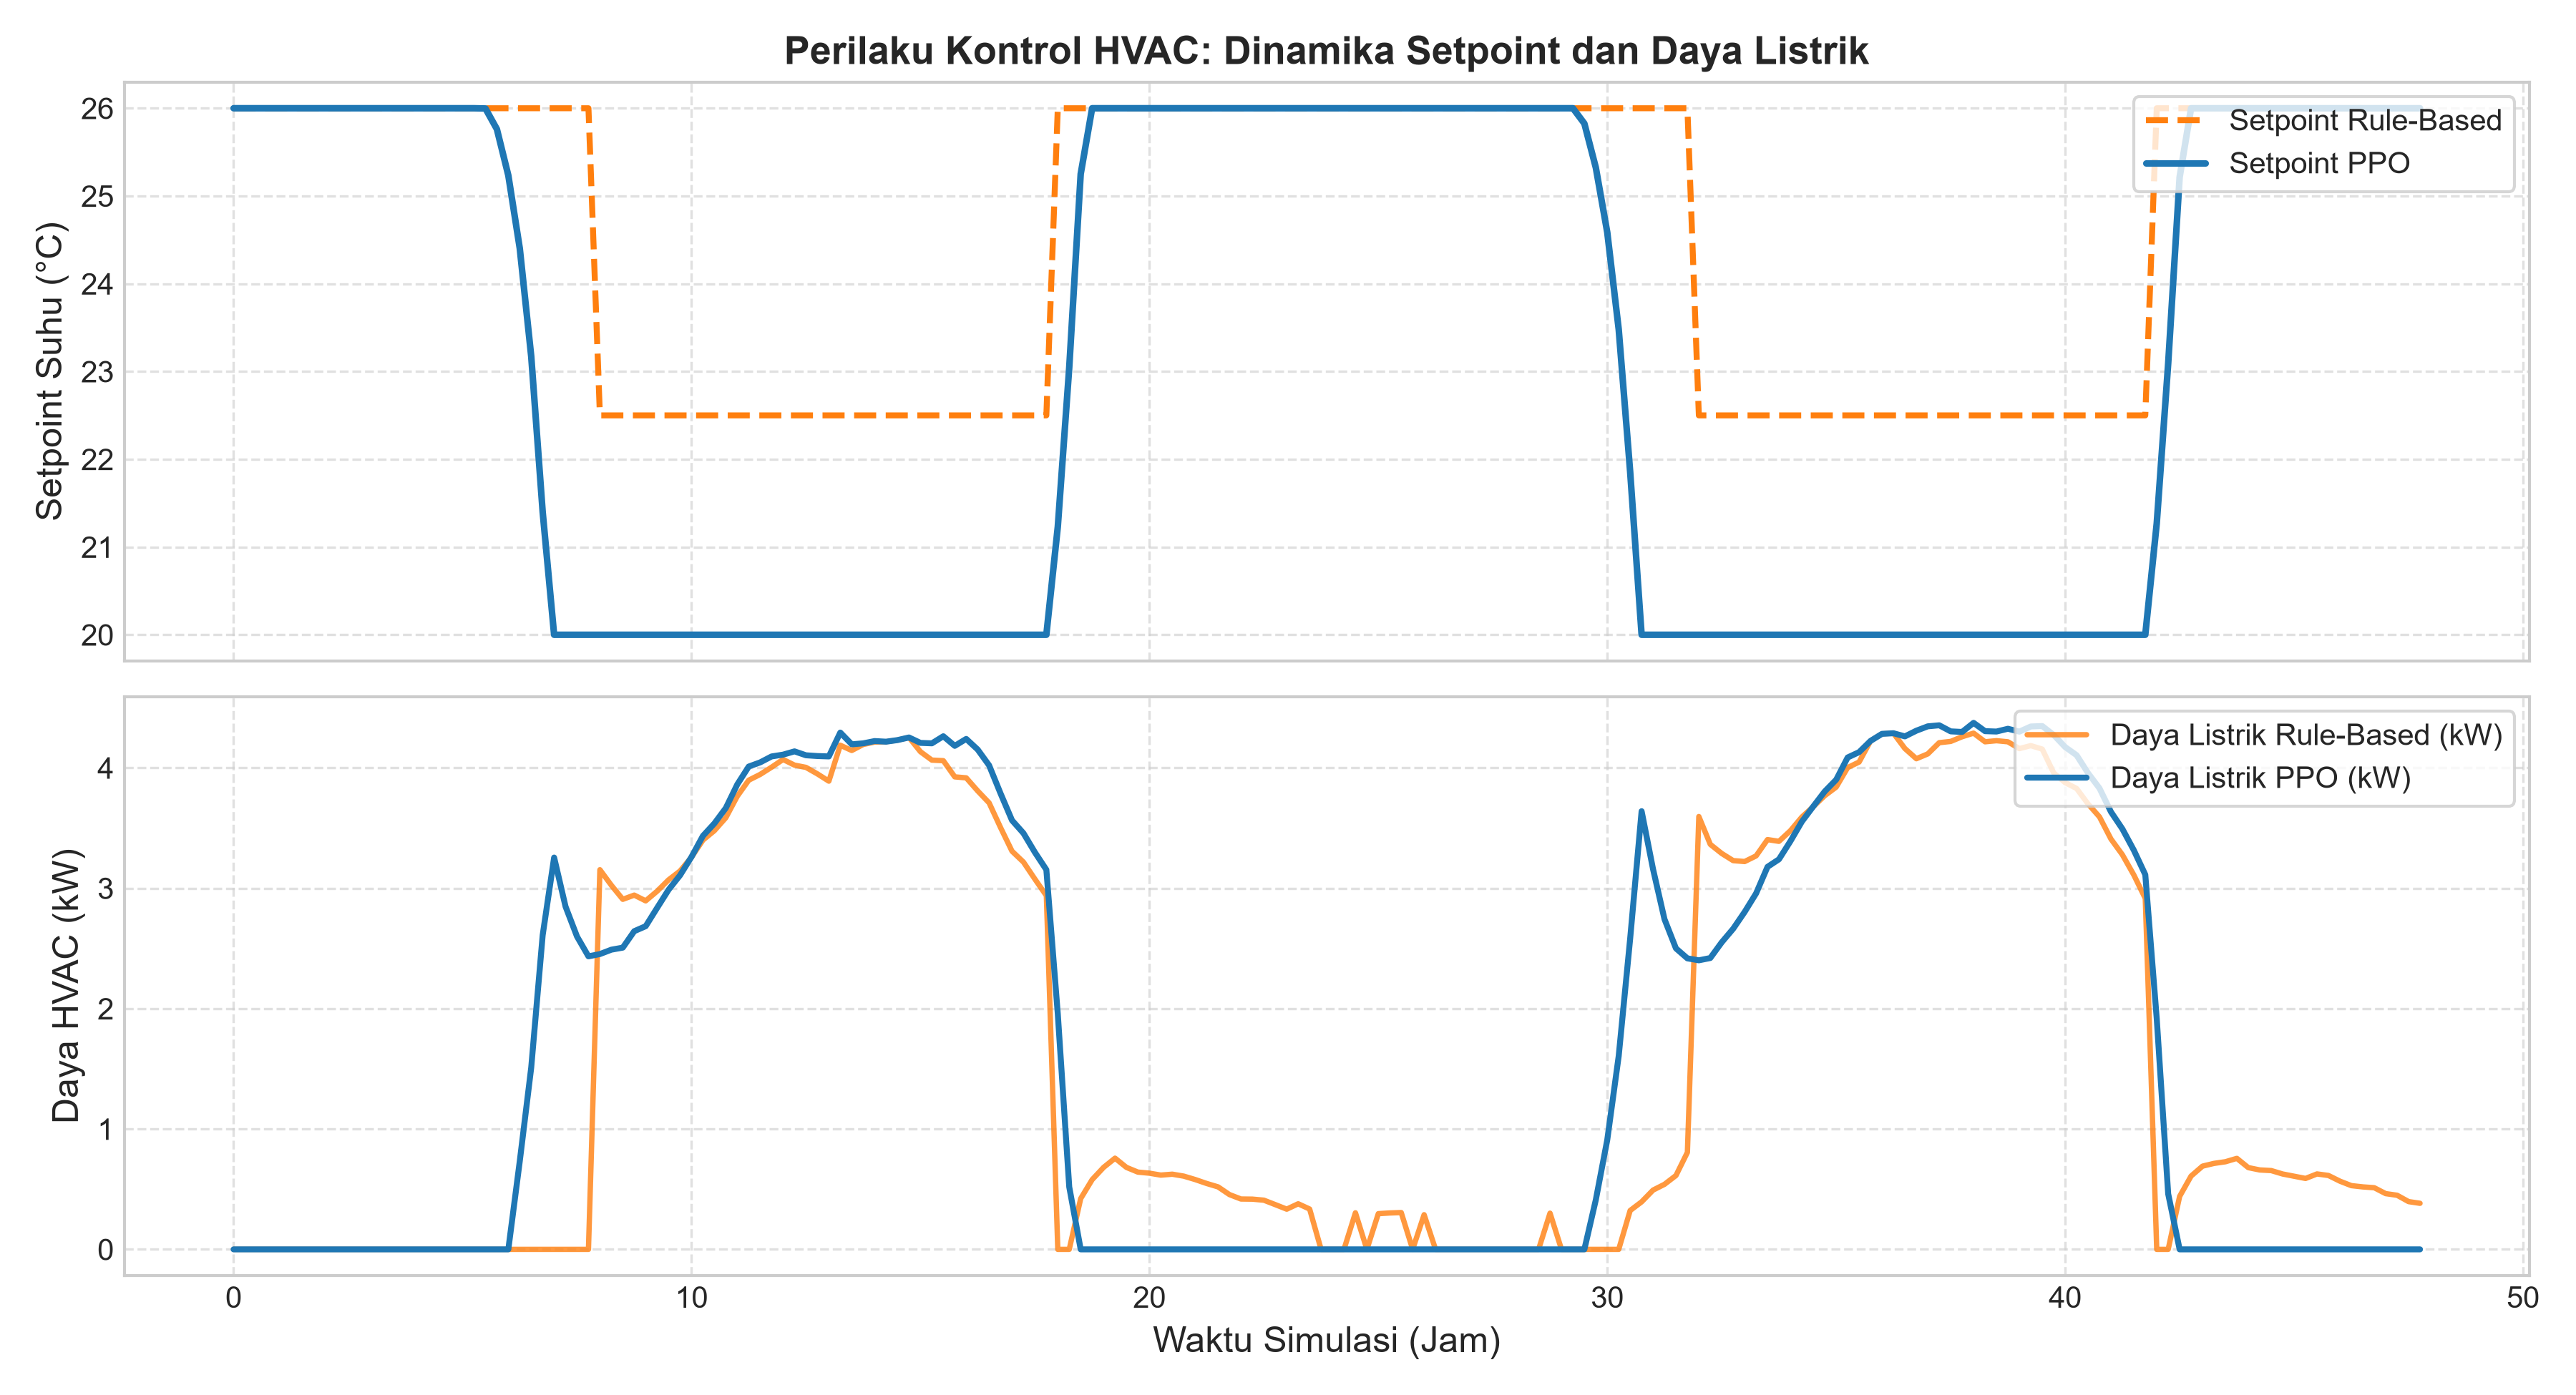 Perilaku Kontrol HVAC: Dinamika Setpoint dan Daya Listrik
Setpoint Suhu (°C)
26
25
24
23
22
21
20
Setpoint Rule-Based
Setpoint PPO
Daya HVAC (kW)
4
3
2
1
0
Daya Listrik Rule-Based (kW)
Daya Listrik PPO (kW)
0 10 20 30 40 50
Waktu Simulasi (Jam)